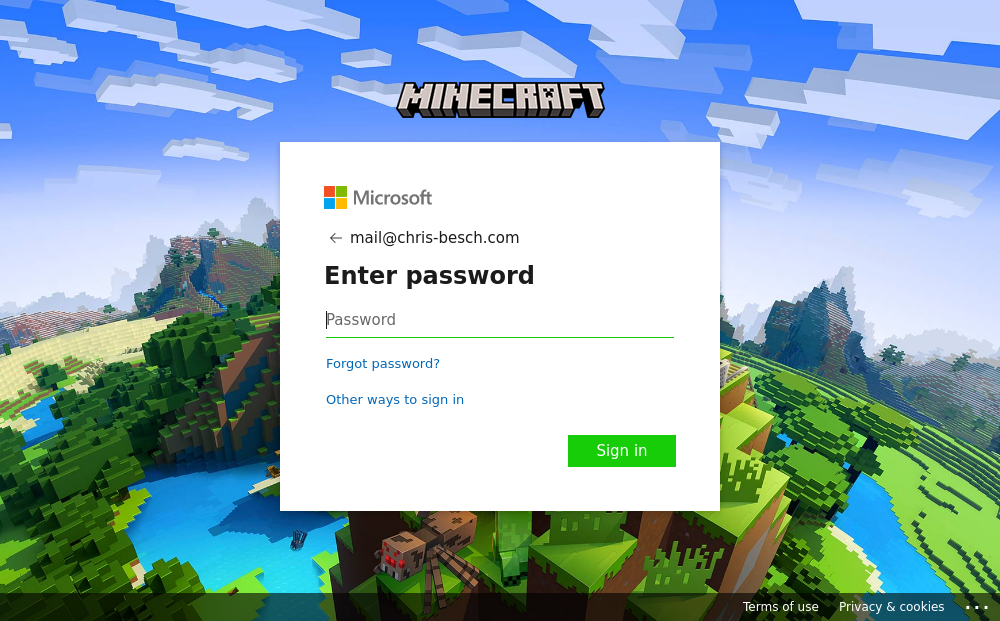 MINECRAFT
Microsoft
mail@chris-besch.com
Enter password
Password
Forgot password?
Other ways to sign in
Sign in
Terms of use Privacy & cookies ...